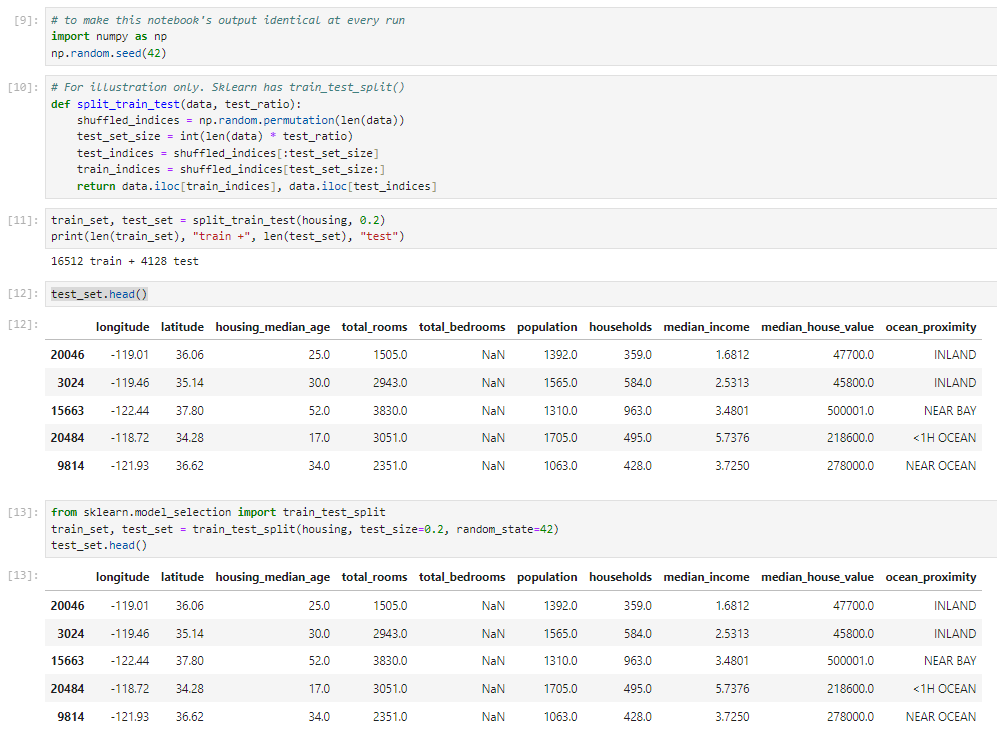 [9]: # to make this notebook's output identical at every run
import numpy as np
np.random.seed(42)
[10]: # For illustration only. Sklearn has train_test_split()
def split_train_test(data, test_ratio):
    shuffled_indices = np.random.permutation(len(data))
    test_set_size = int(len(data) * test_ratio)
    test_indices = shuffled_indices[:test_set_size]
    train_indices = shuffled_indices[test_set_size:]
    return data.iloc[train_indices], data.iloc[test_indices]
[11]: train_set, test_set = split_train_test(housing, 0.2)
print(len(train_set), "train +", len(test_set), "test")
16512 train + 4128 test
[12]: test_set.head()
[12]:
longitude latitude housing_median_age total_rooms total_bedrooms population households median_income median_house_value ocean_proximity
20046 -119.01 36.06 25.0 1505.0 NaN 1392.0 359.0 1.6812 47700.0 INLAND
3024 -119.46 35.14 30.0 2943.0 NaN 1565.0 584.0 2.5313 45800.0 INLAND
15663 -122.44 37.80 52.0 3830.0 NaN 1310.0 963.0 3.4801 500001.0 NEAR BAY
20484 -118.72 34.28 17.0 3051.0 NaN 1705.0 495.0 5.7376 218600.0 <1H OCEAN
9814 -121.93 36.62 34.0 2351.0 NaN 1063.0 428.0 3.7250 278000.0 NEAR OCEAN
[13]: from sklearn.model_selection import train_test_split
train_set, test_set = train_test_split(housing, test_size=0.2, random_state=42)
test_set.head()
[13]:
longitude latitude housing_median_age total_rooms total_bedrooms population households median_income median_house_value ocean_proximity
20046 -119.01 36.06 25.0 1505.0 NaN 1392.0 359.0 1.6812 47700.0 INLAND
3024 -119.46 35.14 30.0 2943.0 NaN 1565.0 584.0 2.5313 45800.0 INLAND
15663 -122.44 37.80 52.0 3830.0 NaN 1310.0 963.0 3.4801 500001.0 NEAR BAY
20484 -118.72 34.28 17.0 3051.0 NaN 1705.0 495.0 5.7376 218600.0 <1H OCEAN
9814 -121.93 36.62 34.0 2351.0 NaN 1063.0 428.0 3.7250 278000.0 NEAR OCEAN